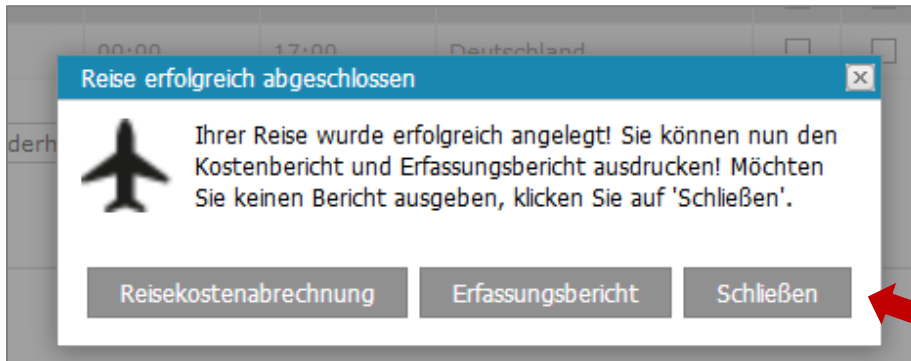 00:00 17:00 Deutschland
Reise erfolgreich abgeschlossen
derh
Ihrer Reise wurde erfolgreich angelegt! Sie können nun den
Kostenbericht und Erfassungsbericht ausdrucken! Möchten
Sie keinen Bericht ausgeben, klicken Sie auf 'Schließen'.
Reisekostenabrechnung Erfassungsbericht Schließen